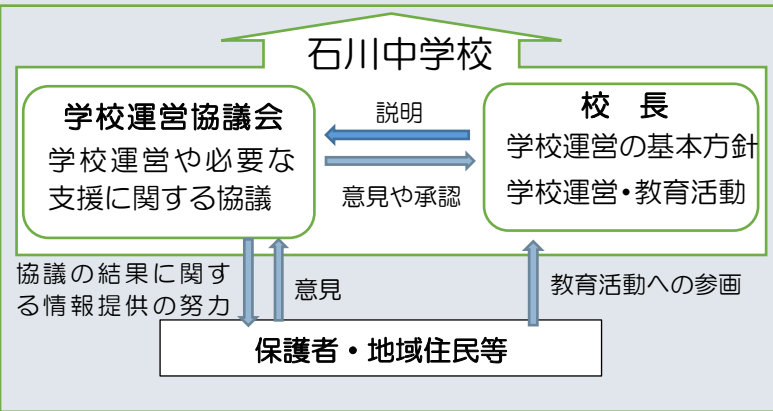 石川中学校
学校運営協議会
学校運営や必要な
支援に関する協議
説明
意見や承認
校 長
学校運営の基本方針
学校運営・教育活動
協議の結果に関す
る情報提供の努力
意見
教育活動への参画
保護者・地域住民等